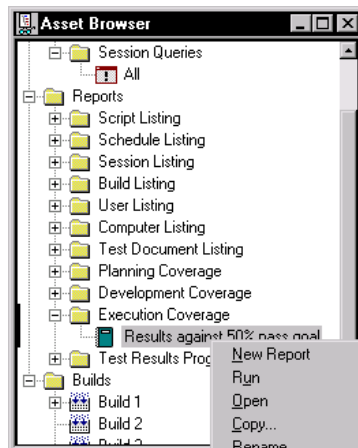 Asset Browser
Session Queries
All
Reports
Script Listing
Schedule Listing
Session Listing
Build Listing
User Listing
Computer Listing
Test Document Listing
Planning Coverage
Development Coverage
Execution Coverage
Results against 50% pass goal
Test Results Prog
New Report
Run
Open
Copy...
Rename
Builds
Build 1
Build 2
Build